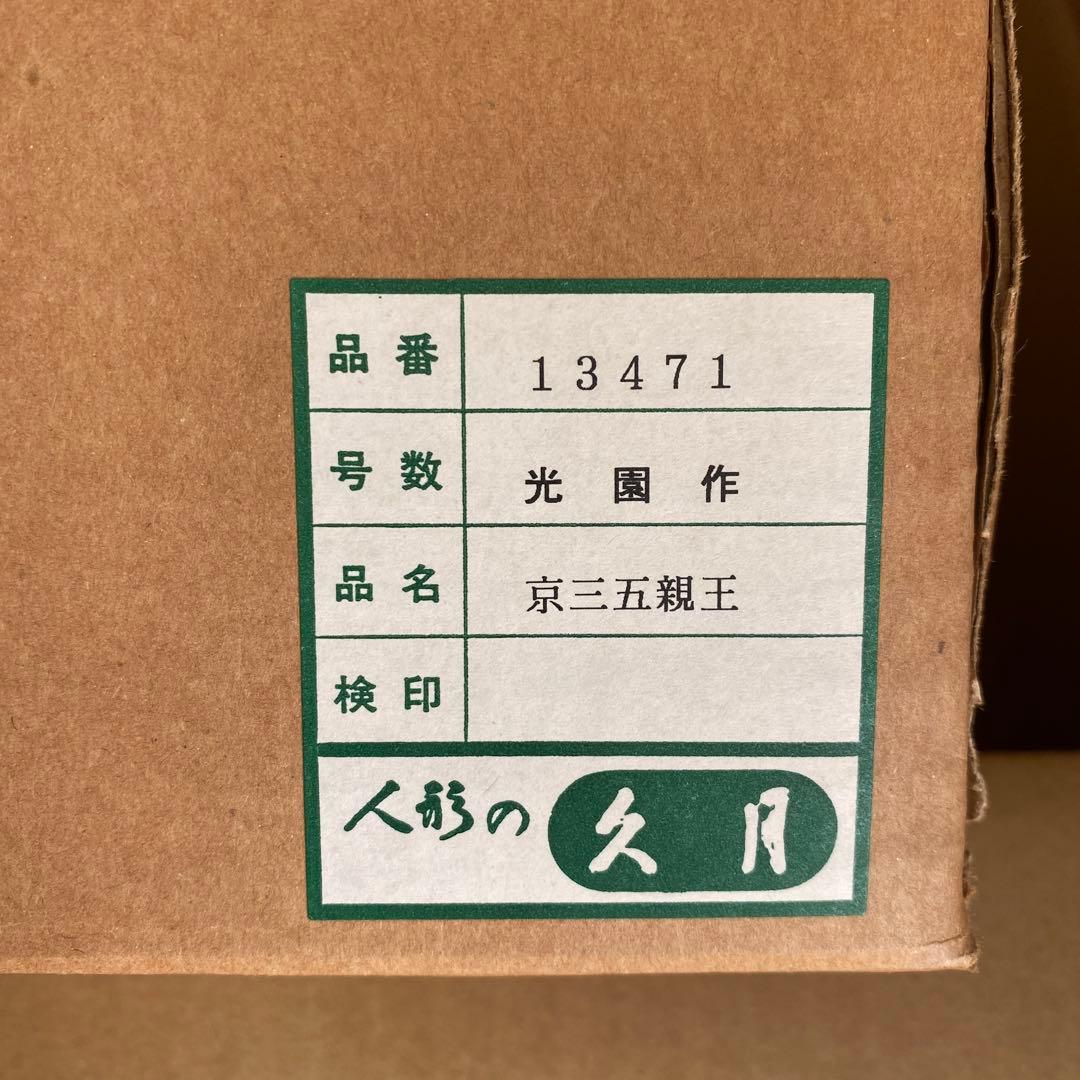 品番 13471
号数 光園作
品名 京三五親王
検印
人形の久月